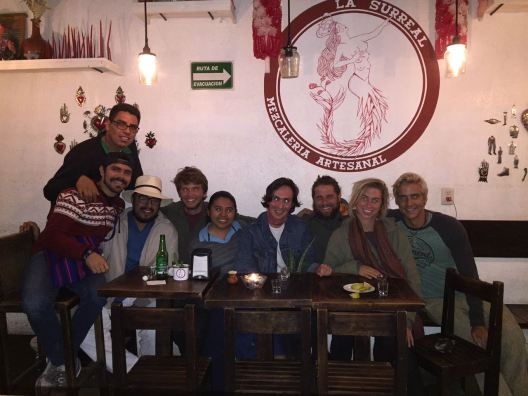 LA SURREAL
MEZCALERIA ARTESANAL
RUTA DE
EVACUACION